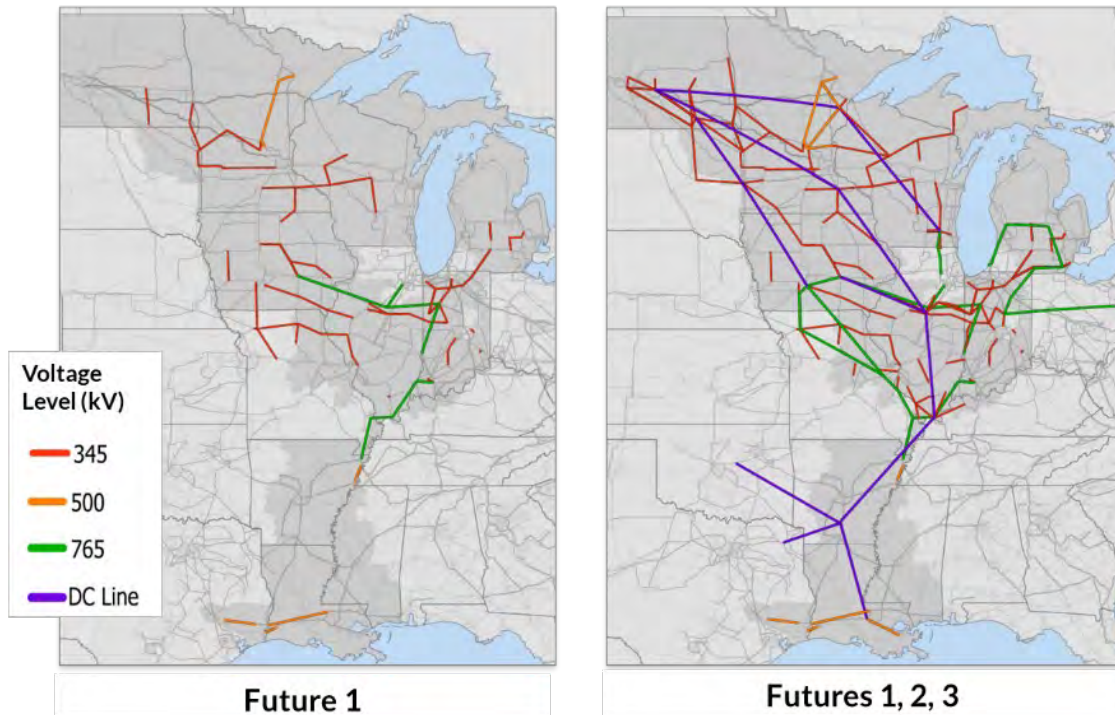 Voltage
Level (kV)
345
500
765
DC Line
Future 1
Futures 1, 2, 3